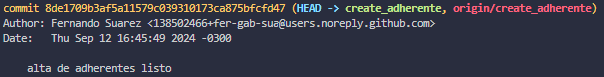 commit 8de1709b3af5a11579c039310173ca875bfcfd47 (HEAD -> create_adherente, origin/create_adherente)
Author: Fernando Suarez <138502466+fer-gab-sua@users.noreply.github.com>
Date:   Thu Sep 12 16:45:49 2024 -0300
    alta de adherentes listo